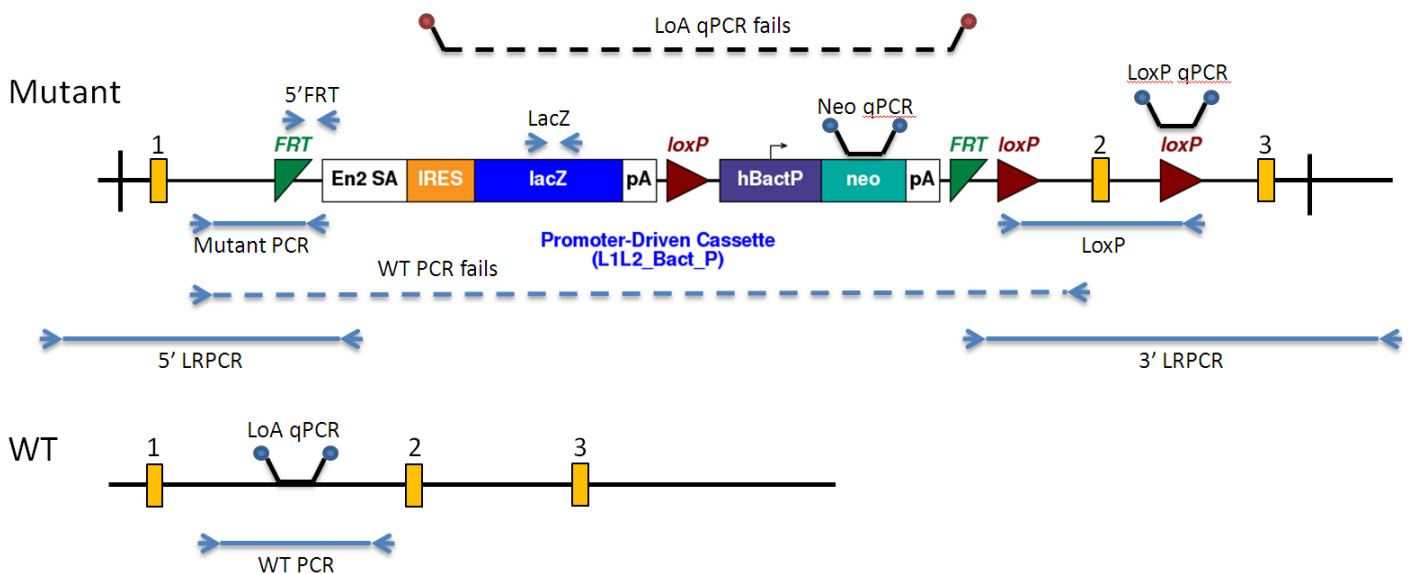 LoA qPCR fails
Mutant
5'FRT
LacZ
Neo qPCR
LoxP qPCR
1
FRT
loxP
FRT
loxP
2
loxP
3
En2 SA
IRES
lacZ
pA
hBactP
neo
pA
Mutant PCR
Promoter-Driven Cassette
(L1L2_Bact_P)
LoxP
WT PCR fails
5’ LRPCR
3’ LRPCR
WT
1
LoA qPCR
2
3
WT PCR